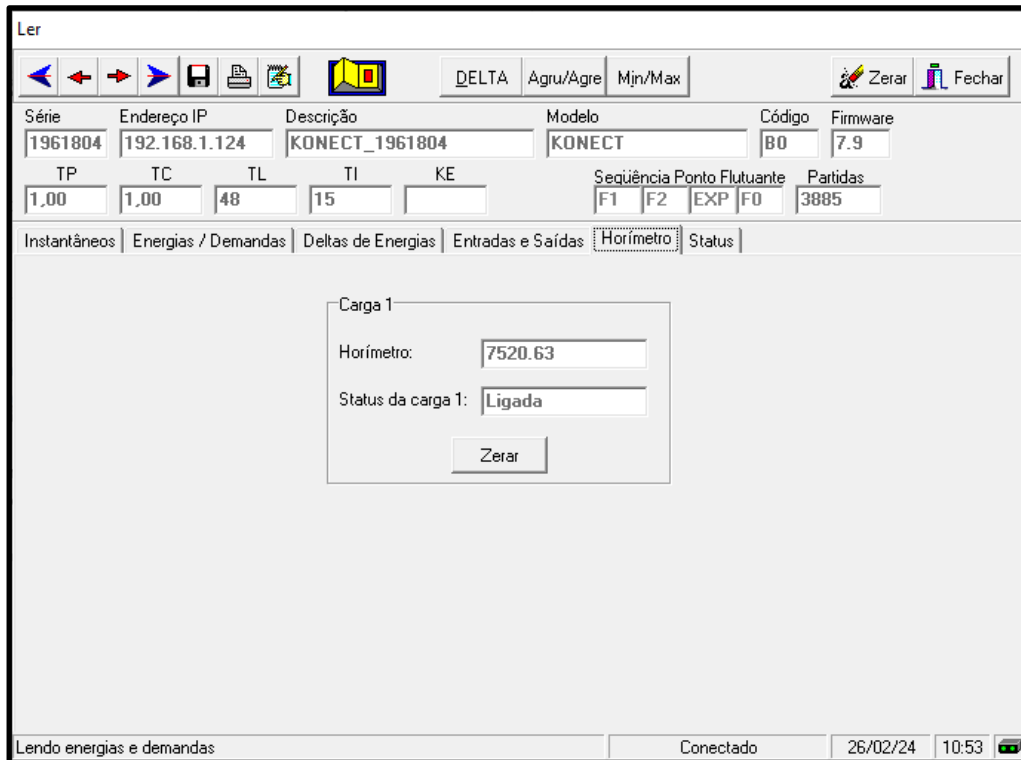 Ler
DELTA Agru/Agre Min/Max Zerar Fechar
Série Endereço IP Descrição Modelo Código Firmware
1961804 192.168.1.124 KONECT_1961804 KONECT B0 7.9
TP TC TL TI KE Seqüência Ponto Flutuante Partidas
1,00 1,00 48 15 F1 F2 EXP F0 3885
Instantâneos Energias / Demandas Deltas de Energias Entradas e Saídas Horímetro Status
Carga 1
Horímetro: 7520.63
Status da carga 1: Ligada
Zerar
Lendo energias e demandas Conectado 26/02/24 10:53